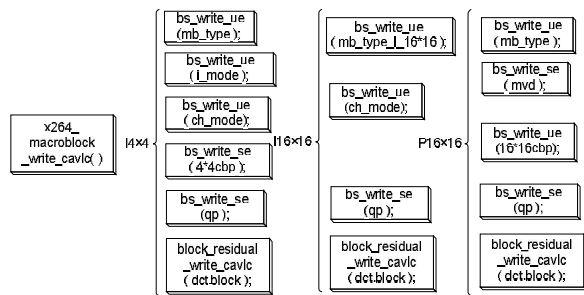 x264_
macroblock
_write_cavlc( )
I4×4
bs_write_ue
(mb_type);
bs_write_ue
( i_mode);
bs_write_ue
( ch_mode);
bs_write_se
( 4*4cbp);
bs_write_se
(qp);
block_residual
_write_cavlc
( dct.block);
I16×16
bs_write_ue
( mb_type_I_16*16);
bs_write_ue
(ch_mode);
bs_write_se
(qp);
block_residual
_write_cavlc
( dct.block);
P16×16
bs_write_ue
(mb_type);
bs_write_se
( mvd);
bs_write_ue
(16*16cbp);
bs_write_se
(qp);
block_residual
_write_cavlc
(dct.block);